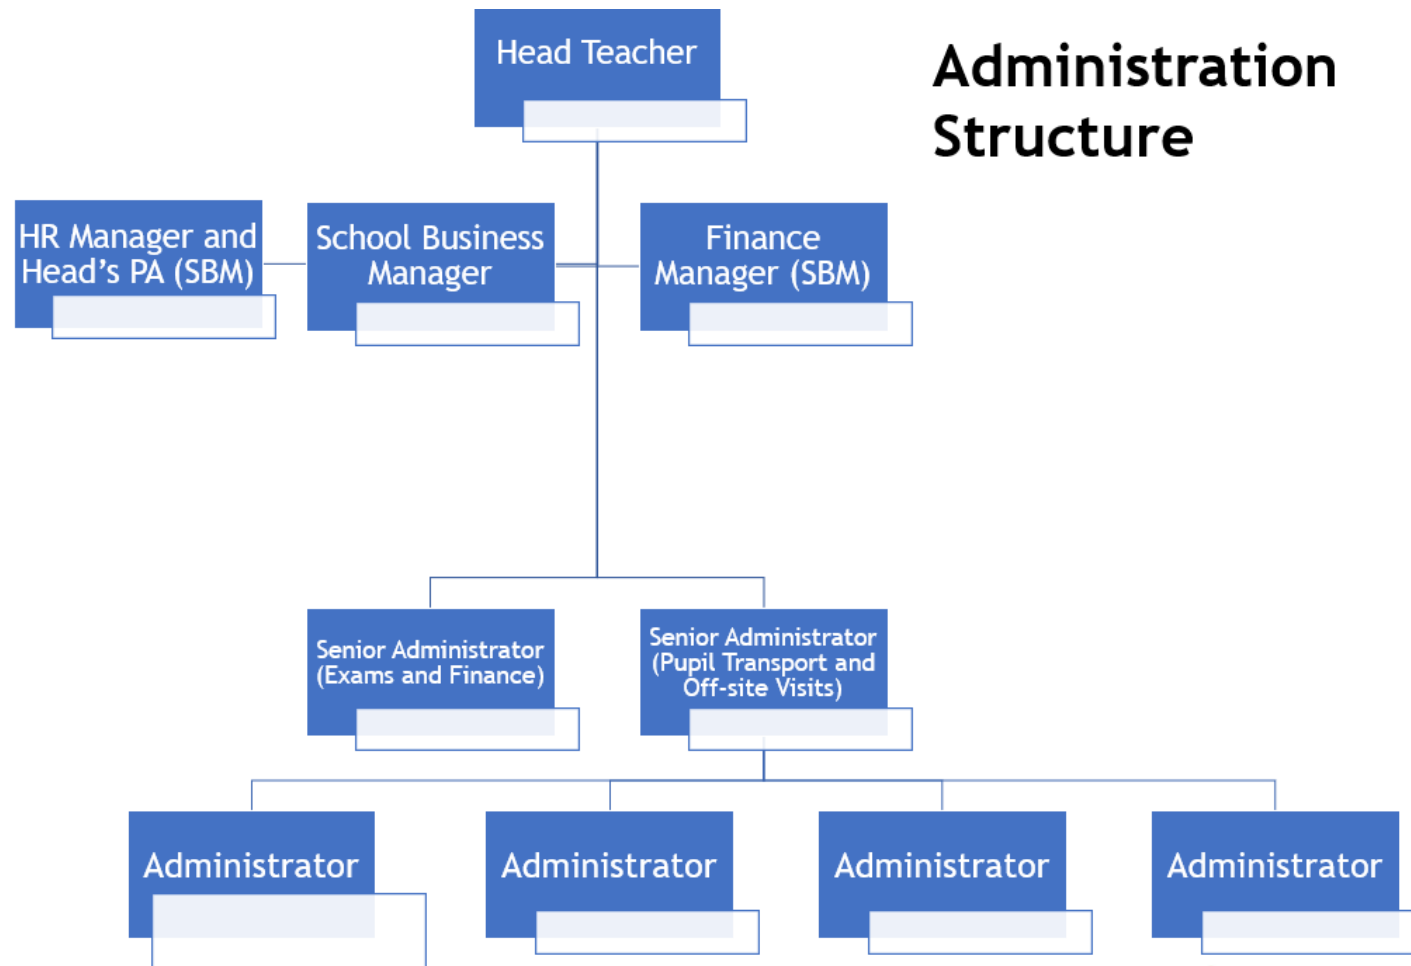 Head Teacher
Administration
Structure
HR Manager and
Head’s PA (SBM)
School Business
Manager
Finance
Manager (SBM)
Senior Administrator
(Exams and Finance)
Senior Administrator
(Pupil Transport and
Off-site Visits)
Administrator
Administrator
Administrator
Administrator